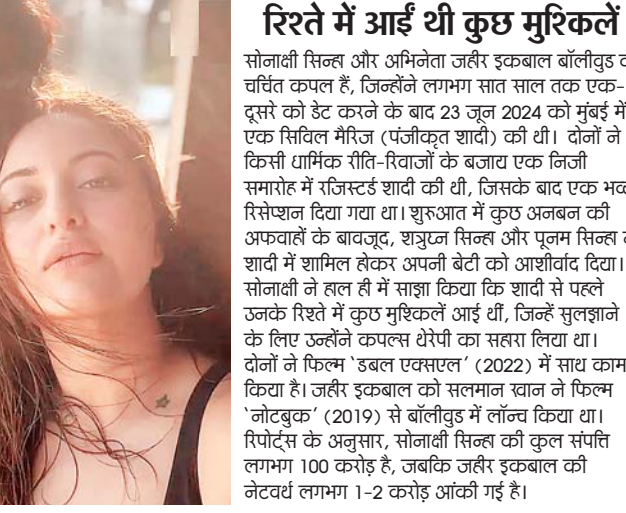 रिश्ते में आईं थी कुछ मुश्किलें
सोनाक्षी सिन्हा और अभिनेता जहीर इकबाल बॉलीवुड
चर्चित कपल हैं, जिन्होंने लगभग सात साल तक एक-
दूसरे को डेट करने के बाद 23 जून 2024 को मुंबई में
एक सिविल मैरिज (पंजीकृत शादी) की थी। दोनों ने
किसी धार्मिक रीति-रिवाजों के बजाय एक निजी
समारोह में रजिस्टर्ड शादी की थी, जिसके बाद एक
रिसेप्शन दिया गया था। शुरुआत में कुछ अनबन की
अफवाहों के बावजूद, शत्रुघ्न सिन्हा और पूनम सिन्हा
शादी में शामिल होकर अपनी बेटी को आशीर्वाद दिया।
सोनाक्षी ने हाल ही में साझा किया कि शादी से पहले
उनके रिश्ते में कुछ मुश्किलें आई थीं, जिन्हें सुलझाने
के लिए उन्होंने कपल्स थेरेपी का सहारा लिया था।
दोनों ने फिल्म `डबल एक्सएल´ (2022) में साथ काम
किया है। जहीर इकबाल को सलमान खान ने फिल्म
`नोटबुक´ (2019) से बॉलीवुड में लॉन्च किया था।
रिपोर्ट्स के अनुसार, सोनाक्षी सिन्हा की कुल संपत्ति
लगभग 100 करोड़ है, जबकि जहीर इकबाल की
नेटवर्थ लगभग 1-2 करोड़ आंकी गई है।